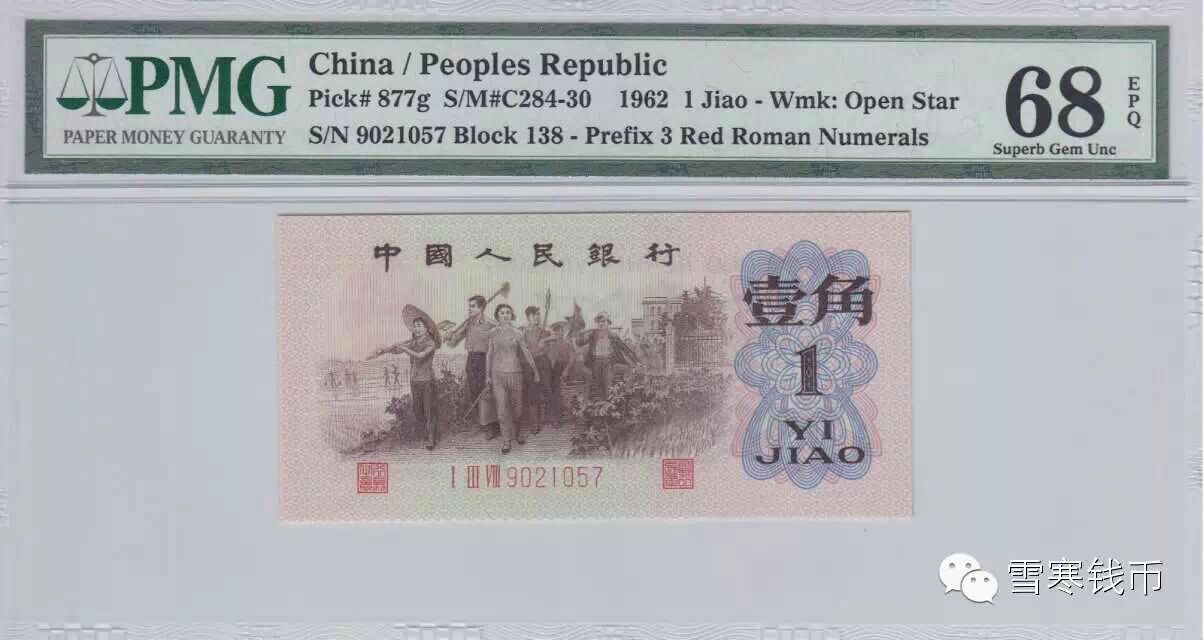 PMG
PAPER MONEY GUARANTY
China / Peoples Republic
Pick# 877g S/M#C284-30 1962 1 Jiao - Wmk: Open Star
S/N 9021057 Block 138 - Prefix 3 Red Roman Numerals
68
EPQ
Superb Gem Unc
中國人民銀行
壹角
1
YI
JIAO
I III VIII 9021057
雪寒钱币